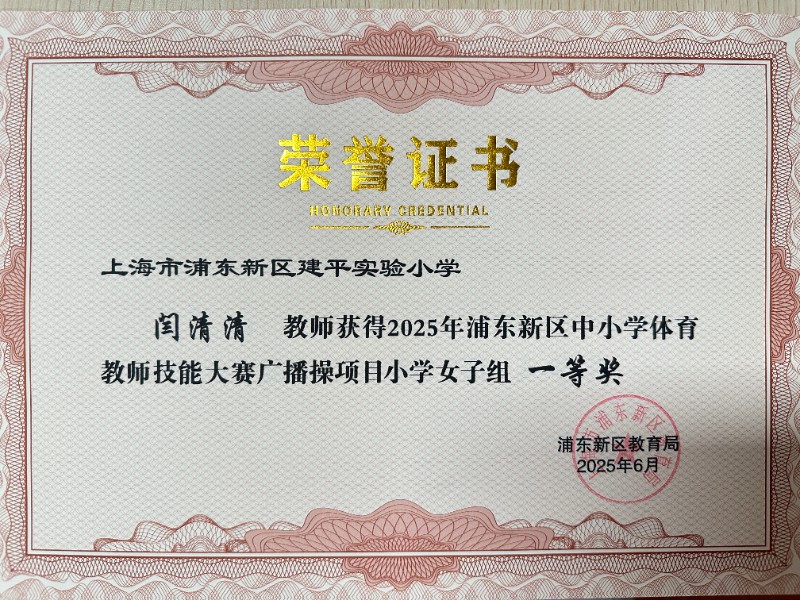 荣誉证书
HONORARY CREDENTIAL
上海市浦东新区建平实验小学
闫清清 教师获得2025年浦东新区中小学体育
教师技能大赛广播操项目小学女子组 一等奖
浦东新区教育局
2025年6月